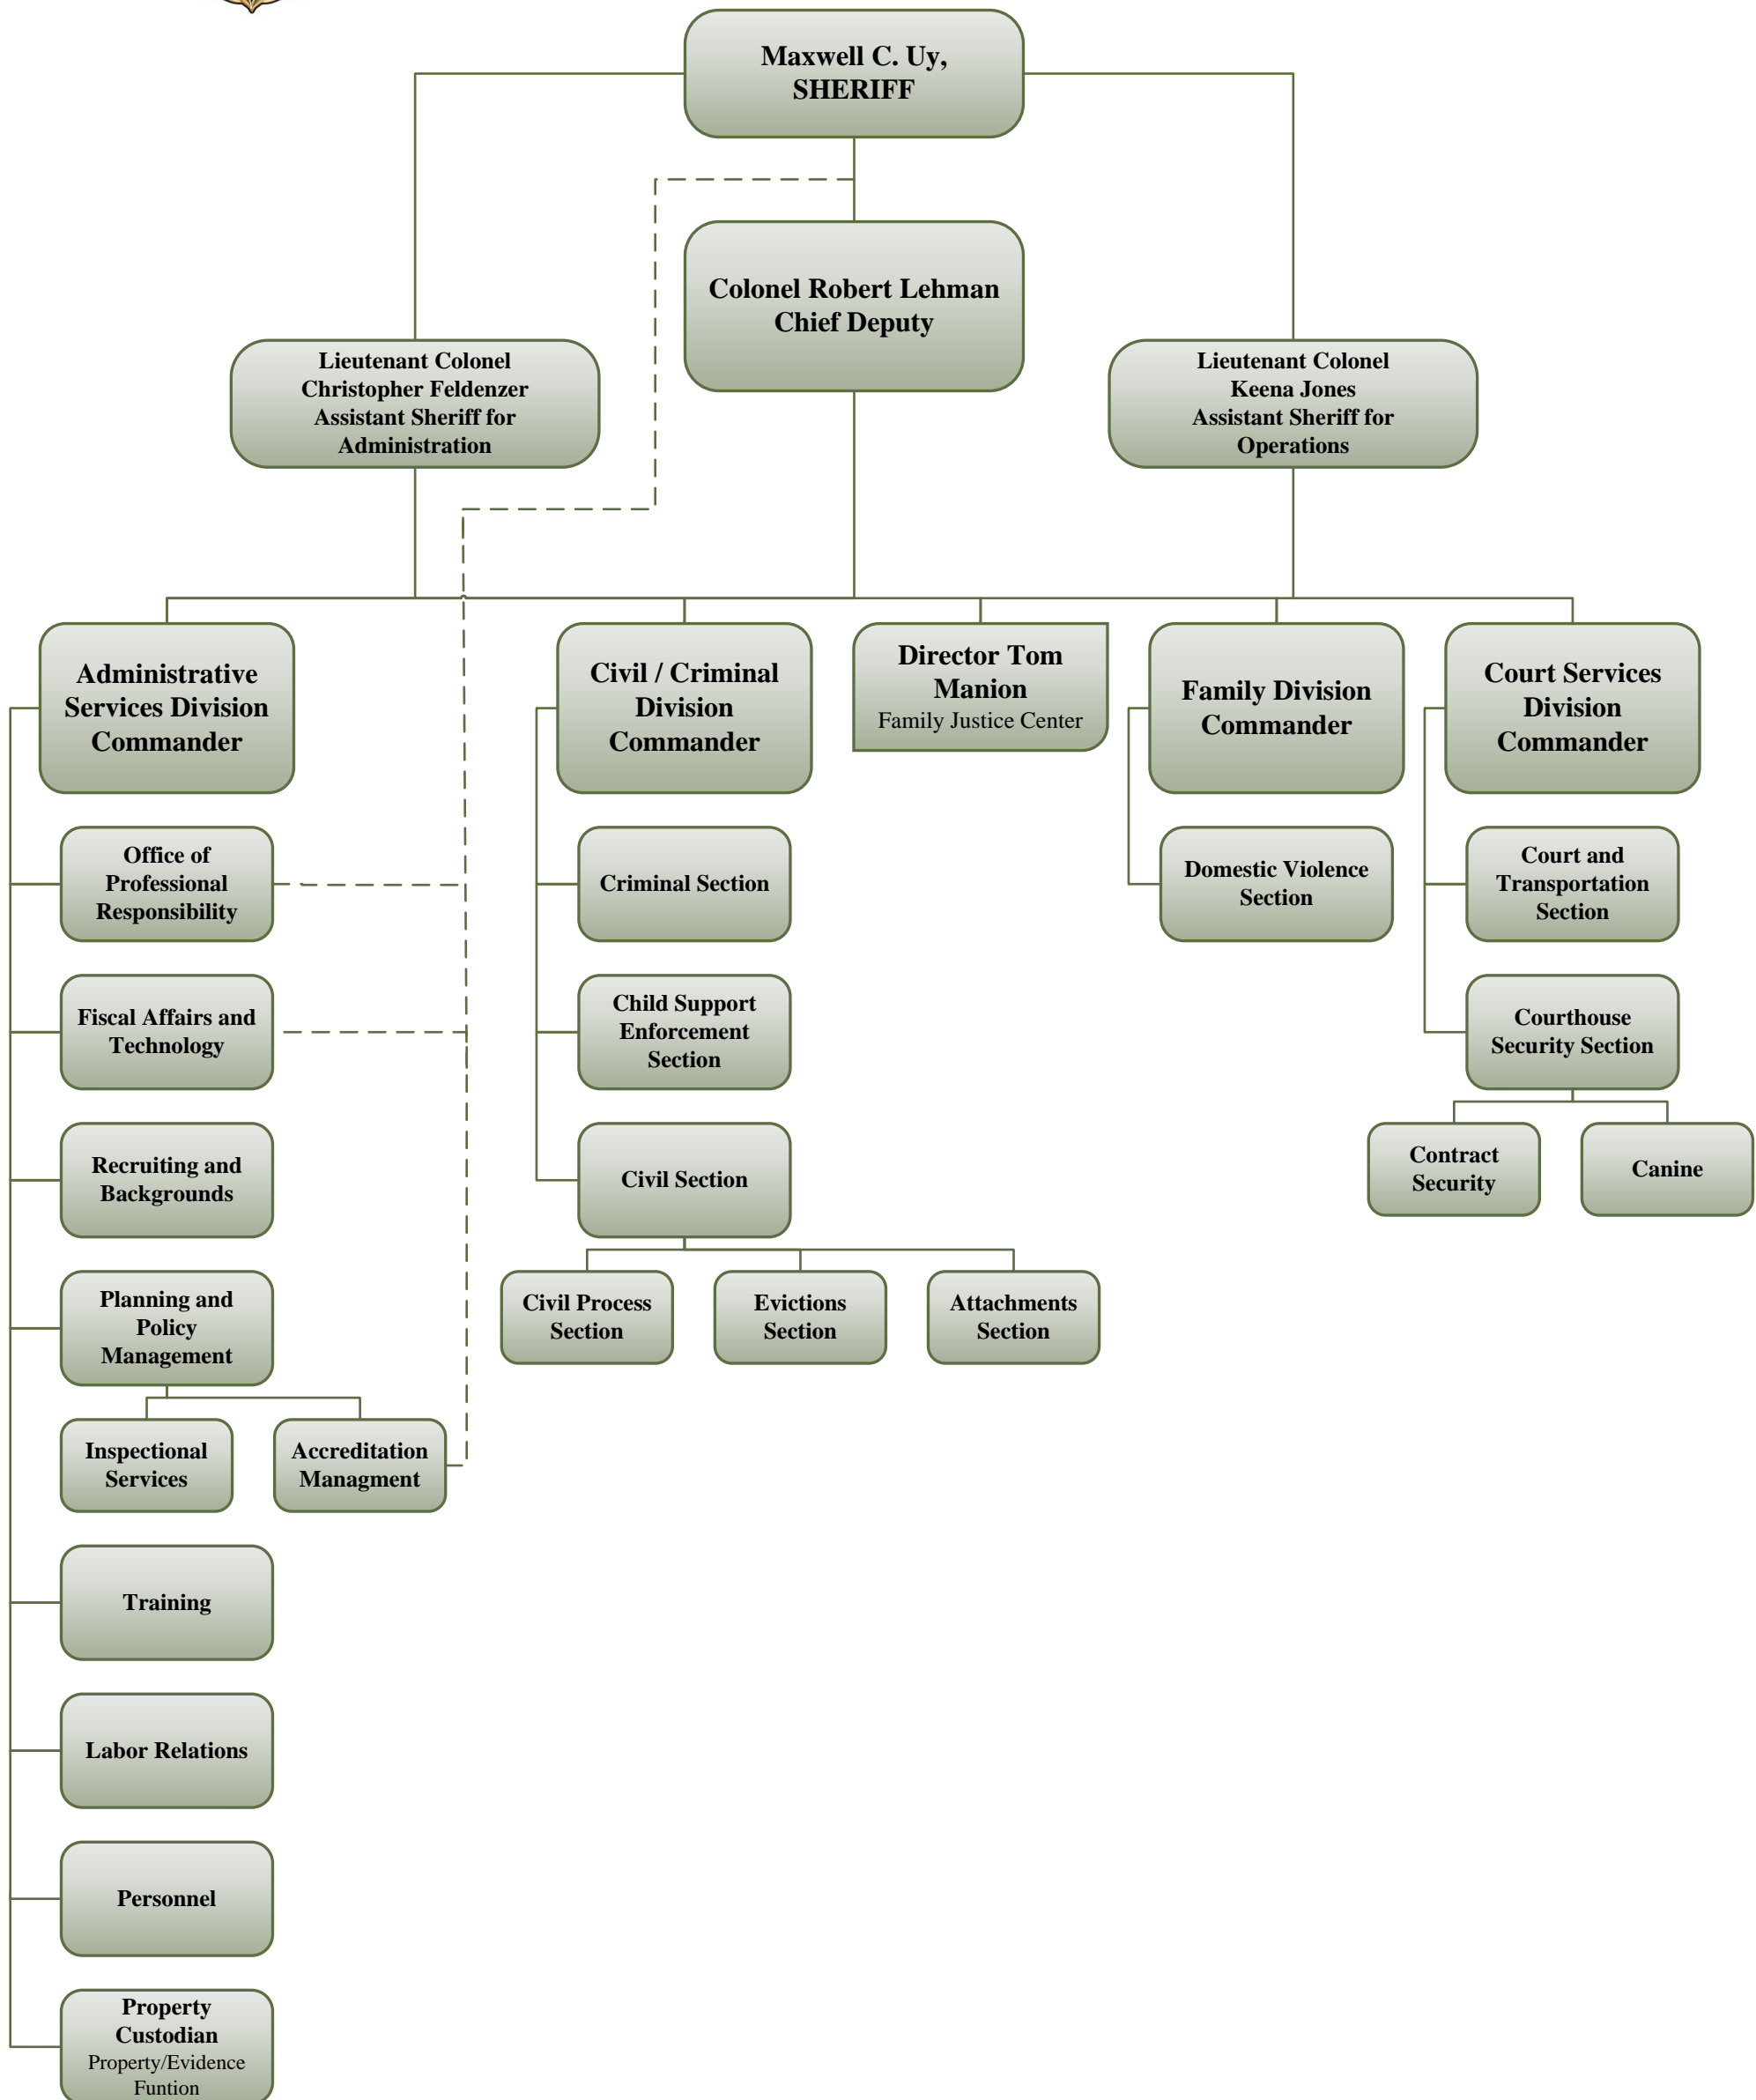 Maxwell C. Uy,
SHERIFF
Colonel Robert Lehman
Chief Deputy
Lieutenant Colonel
Christopher Feldenzer
Assistant Sheriff for
Administration
Lieutenant Colonel
Keena Jones
Assistant Sheriff for
Operations
Administrative
Services Division
Commander
Civil / Criminal
Division
Commander
Director Tom
Manion
Family Justice Center
Family Division
Commander
Court Services
Division
Commander
Office of
Professional
Responsibility
Fiscal Affairs and
Technology
Recruiting and
Backgrounds
Planning and
Policy
Management
Inspectional
Services
Accreditation
Managment
Training
Labor Relations
Personnel
Property
Custodian
Property/Evidence
Funtion
Criminal Section
Child Support
Enforcement
Section
Civil Section
Civil Process
Section
Evictions
Section
Attachments
Section
Domestic Violence
Section
Court and
Transportation
Section
Courthouse
Security Section
Contract
Security
Canine